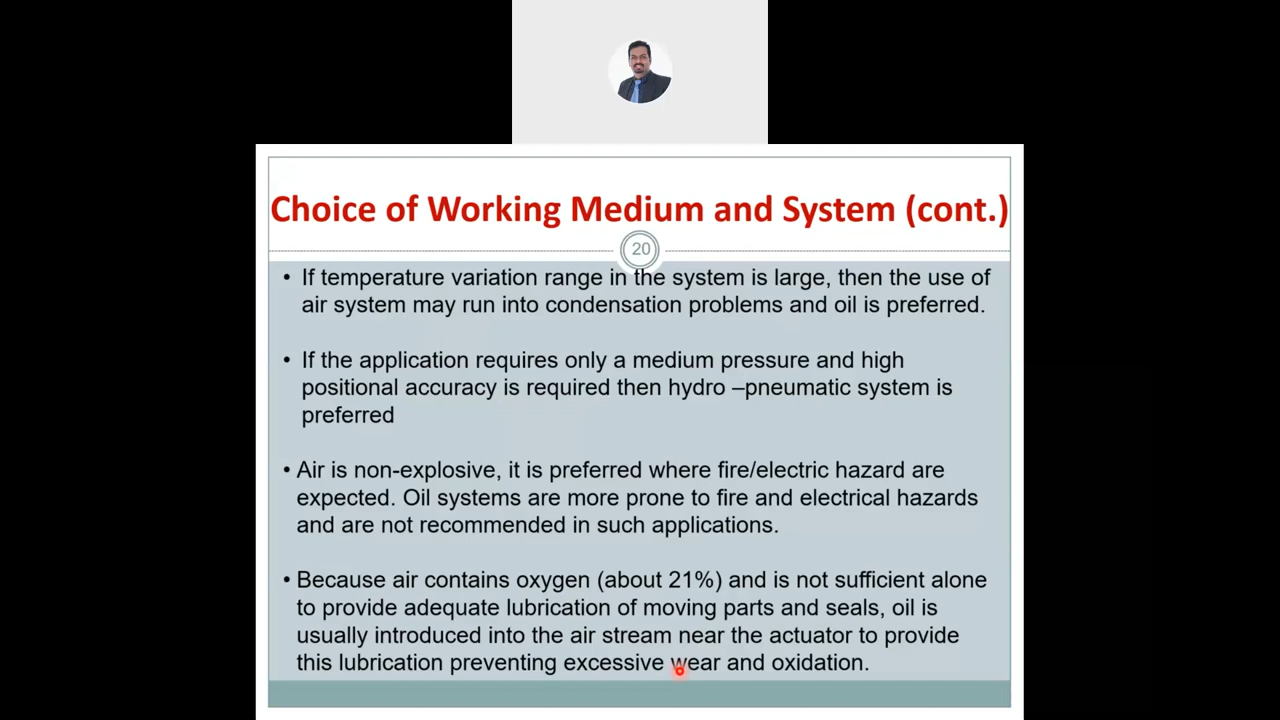 Choice of Working Medium and System (cont.)
20
• If temperature variation range in the system is large, then the use of
air system may run into condensation problems and oil is preferred.
• If the application requires only a medium pressure and high
positional accuracy is required then hydro –pneumatic system is
preferred
• Air is non-explosive, it is preferred where fire/electric hazard are
expected. Oil systems are more prone to fire and electrical hazards
and are not recommended in such applications.
• Because air contains oxygen (about 21%) and is not sufficient alone
to provide adequate lubrication of moving parts and seals, oil is
usually introduced into the air stream near the actuator to provide
this lubrication preventing excessive wear and oxidation.